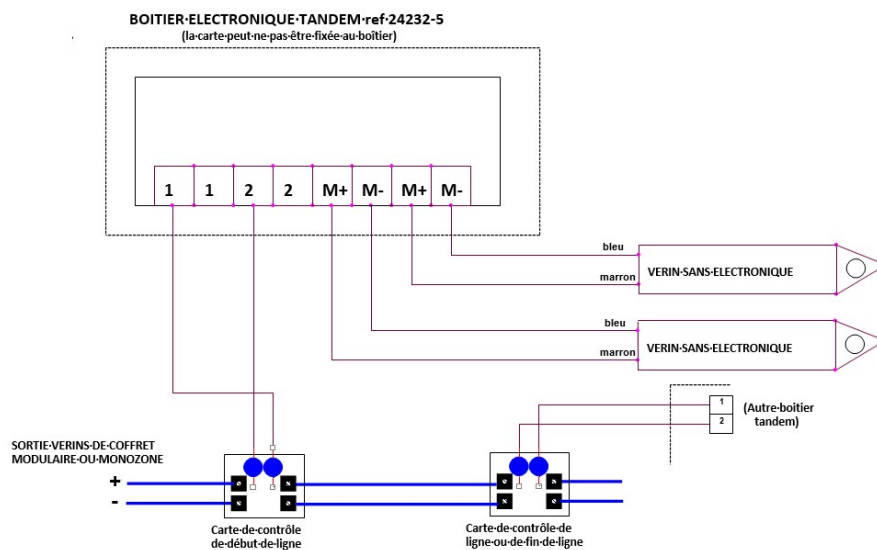 BOITIER·ELECTRONIQUE·TANDEM·ref·24232-5
(la·carte·peut·ne·pas·être·fixée·au·boîtier)
1 1 2 2 M+ M- M+ M-
bleu
marron
VERIN·SANS·ELECTRONIQUE
bleu
marron
VERIN·SANS·ELECTRONIQUE
1
2
(Autre·boitier
tandem)
SORTIE·VERINS·DE·COFFRET
MODULAIRE·OU·MONOZONE
+
-
Carte·de·contrôle
de·début·de·ligne
Carte·de·contrôle·de
ligne·ou·de·fin·de·ligne